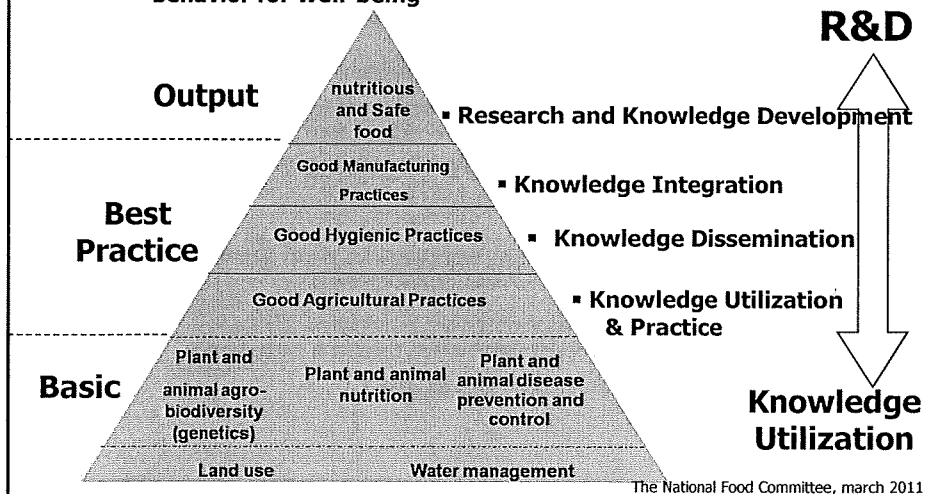 behavior for well-being
R&D
Output
nutritious
and Safe
food
▪ Research and Knowledge Development
Good Manufacturing
Practices
▪ Knowledge Integration
Best
Practice
Good Hygienic Practices
▪ Knowledge Dissemination
Good Agricultural Practices
▪ Knowledge Utilization
& Practice
Basic
Plant and
animal agro-
biodiversity
(genetics)
Plant and animal
nutrition
Plant and
animal disease
prevention and
control
Knowledge
Utilization
Land use
Water management
The National Food Committee, march 2011